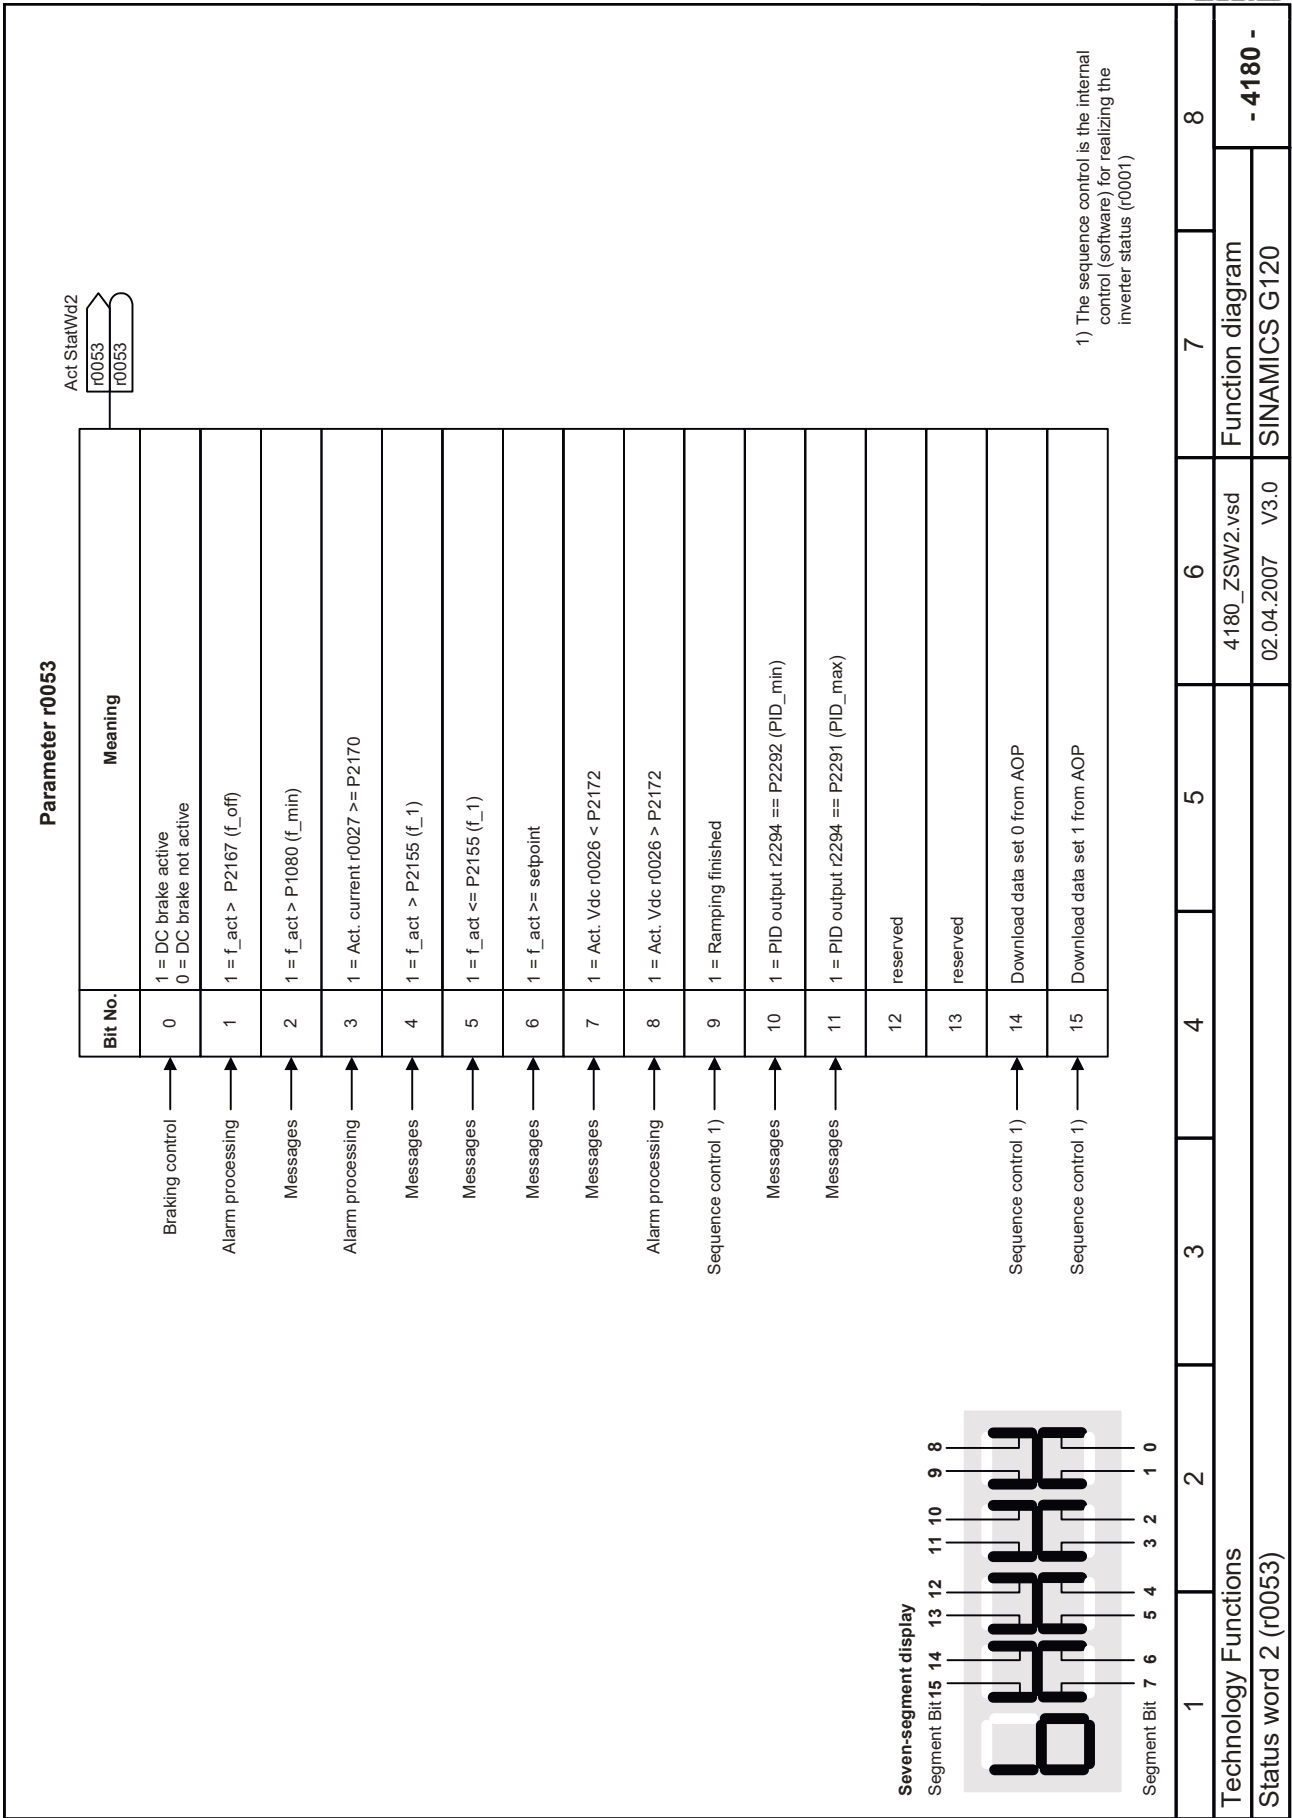 Parameter r0053
Act StatWd2
r0053
r0053
Bit No. Meaning
Braking control 0 1 = DC brake active
0 = DC brake not active
Alarm processing 1 1 = f_act > P2167 (f_off)
Messages 2 1 = f_act > P1080 (f_min)
Alarm processing 3 1 = Act. current r0027 >= P2170
Messages 4 1 = f_act > P2155 (f_1)
Messages 5 1 = f_act <= P2155 (f_1)
Messages 6 1 = f_act >= setpoint
Messages 7 1 = Act. Vdc r0026 < P2172
Alarm processing 8 1 = Act. Vdc r0026 > P2172
Sequence control 1) 9 1 = Ramping finished
Messages 10 1 = PID output r2294 == P2292 (PID_min)
Messages 11 1 = PID output r2294 == P2291 (PID_max)
12 reserved
13 reserved
Sequence control 1) 14 Download data set 0 from AOP
Sequence control 1) 15 Download data set 1 from AOP
Seven-segment display
Segment Bit 15 14 13 12 11 10 9 8
Segment Bit 7 6 5 4 3 2 1 0
1) The sequence control is the internal
control (software) for realizing the
inverter status (r0001)
1 2 3 4 5 6 7 8
Technology Functions 4180_ZSW2.vsd Function diagram - 4180 -
Status word 2 (r0053) 02.04.2007 V3.0 SINAMICS G120